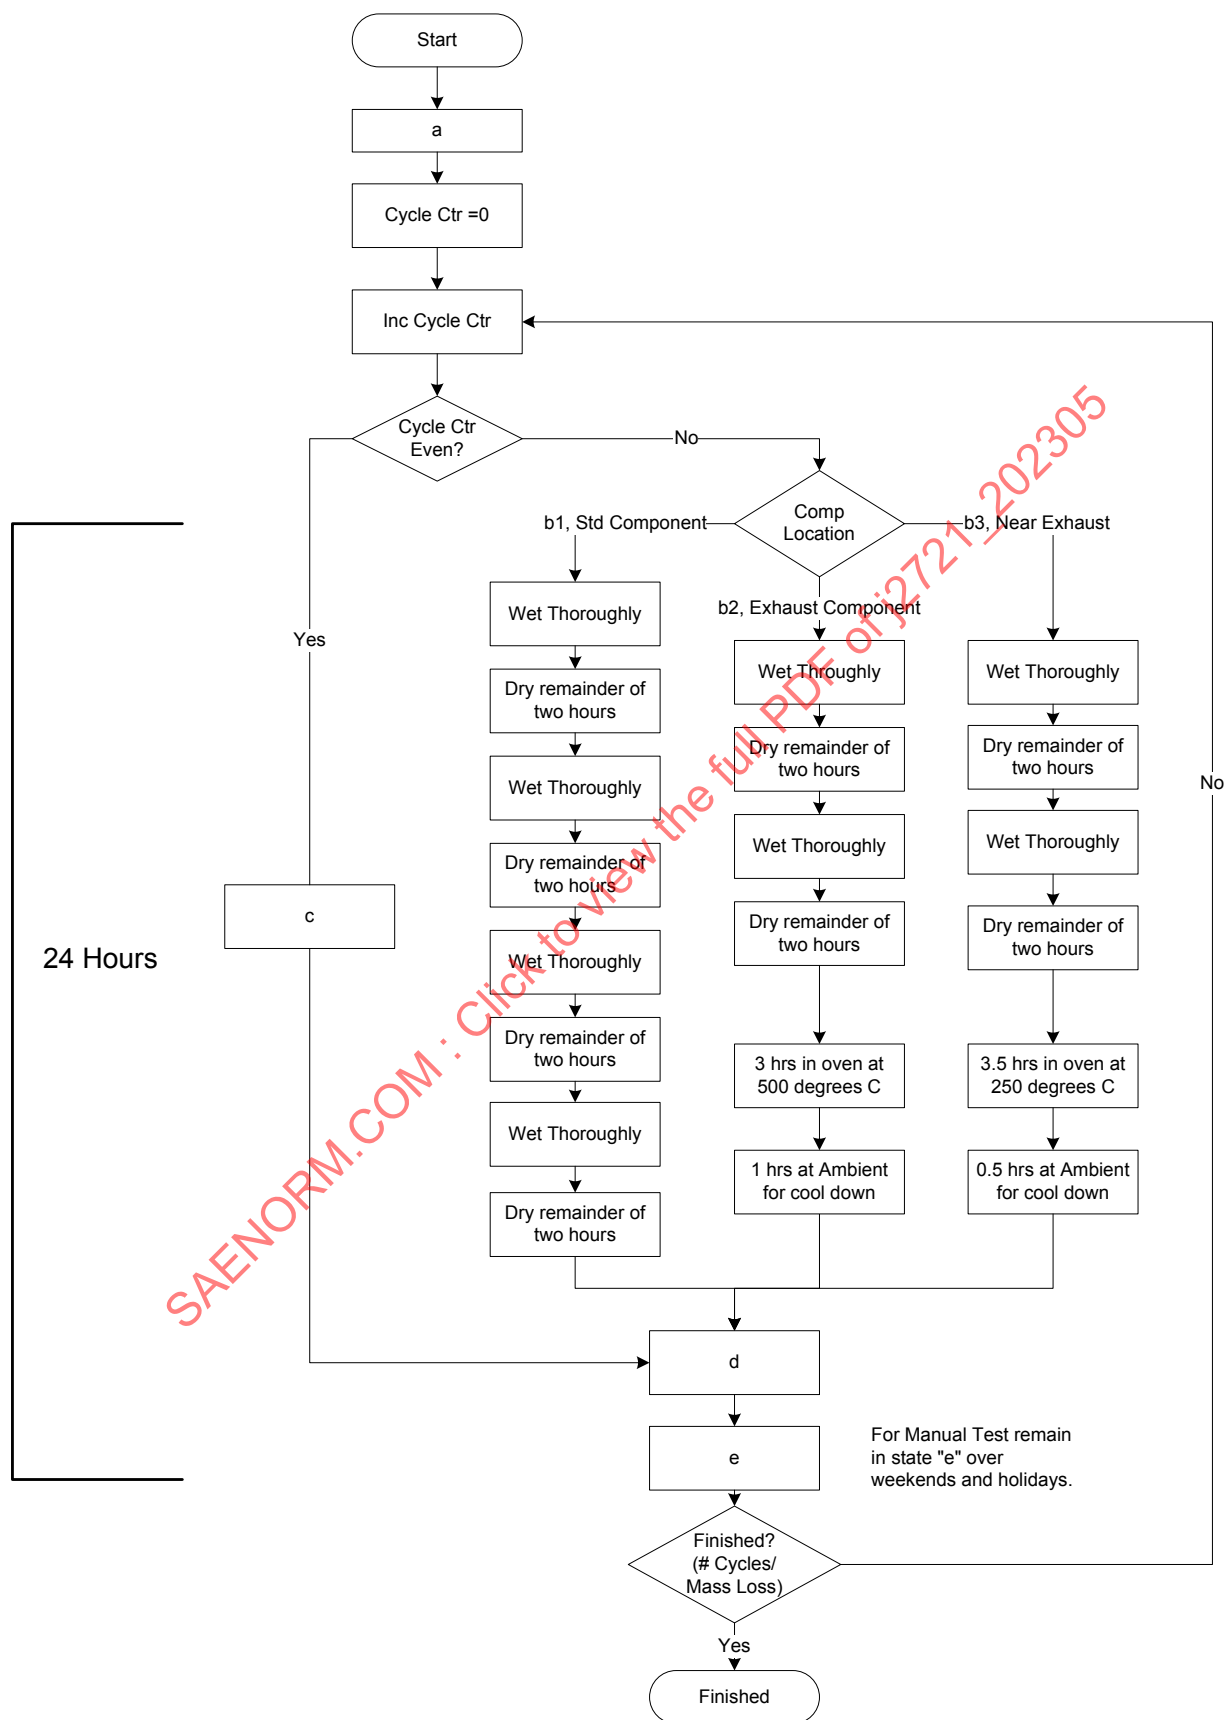 Start
a
Cycle Ctr =0
Inc Cycle Ctr
Cycle Ctr
Even?
No
Yes
Comp
Location
b1, Std Component
b2, Exhaust Component
b3, Near Exhaust
Wet Thoroughly
Dry remainder of
two hours
Wet Thoroughly
Dry remainder of
two hours
Wet Thoroughly
Dry remainder of
two hours
Wet Thoroughly
Dry remainder of
two hours
Wet Throughly
Dry remainder of
two hours
Wet Thoroughly
Dry remainder of
two hours
3 hrs in oven at
500 degrees C
1 hrs at Ambient
for cool down
Wet Thoroughly
Dry remainder of
two hours
Wet Thoroughly
Dry remainder of
two hours
3.5 hrs in oven at
250 degrees C
0.5 hrs at Ambient
for cool down
No
c
24 Hours
d
e
For Manual Test remain
in state "e" over
weekends and holidays.
Finished?
(# Cycles/
Mass Loss)
Yes
Finished
SAENORM.COM : Click to view the full PDF of j2721_202305